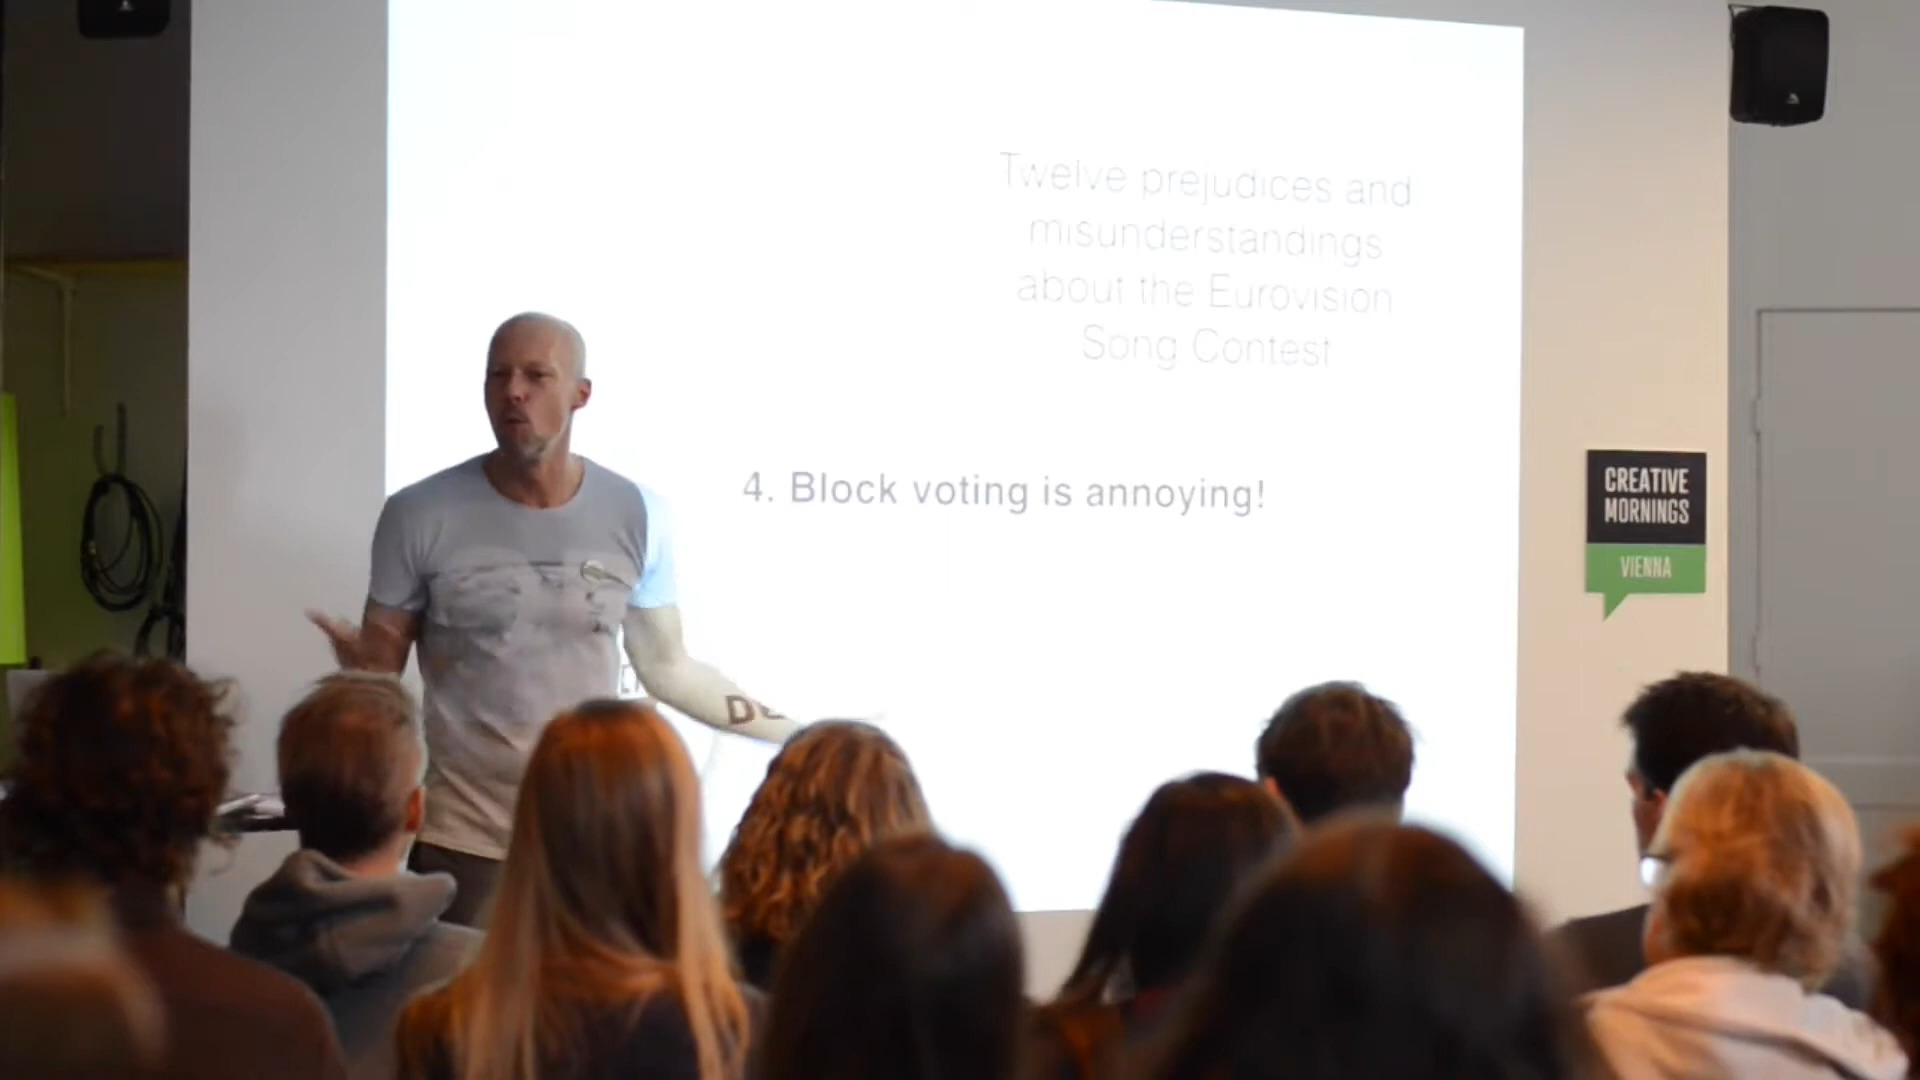 Twelve prejudices and
misunderstandings
about the Eurovision
Song Contest
4. Block voting is annoying!
CREATIVE
MORNINGS
VIENNA